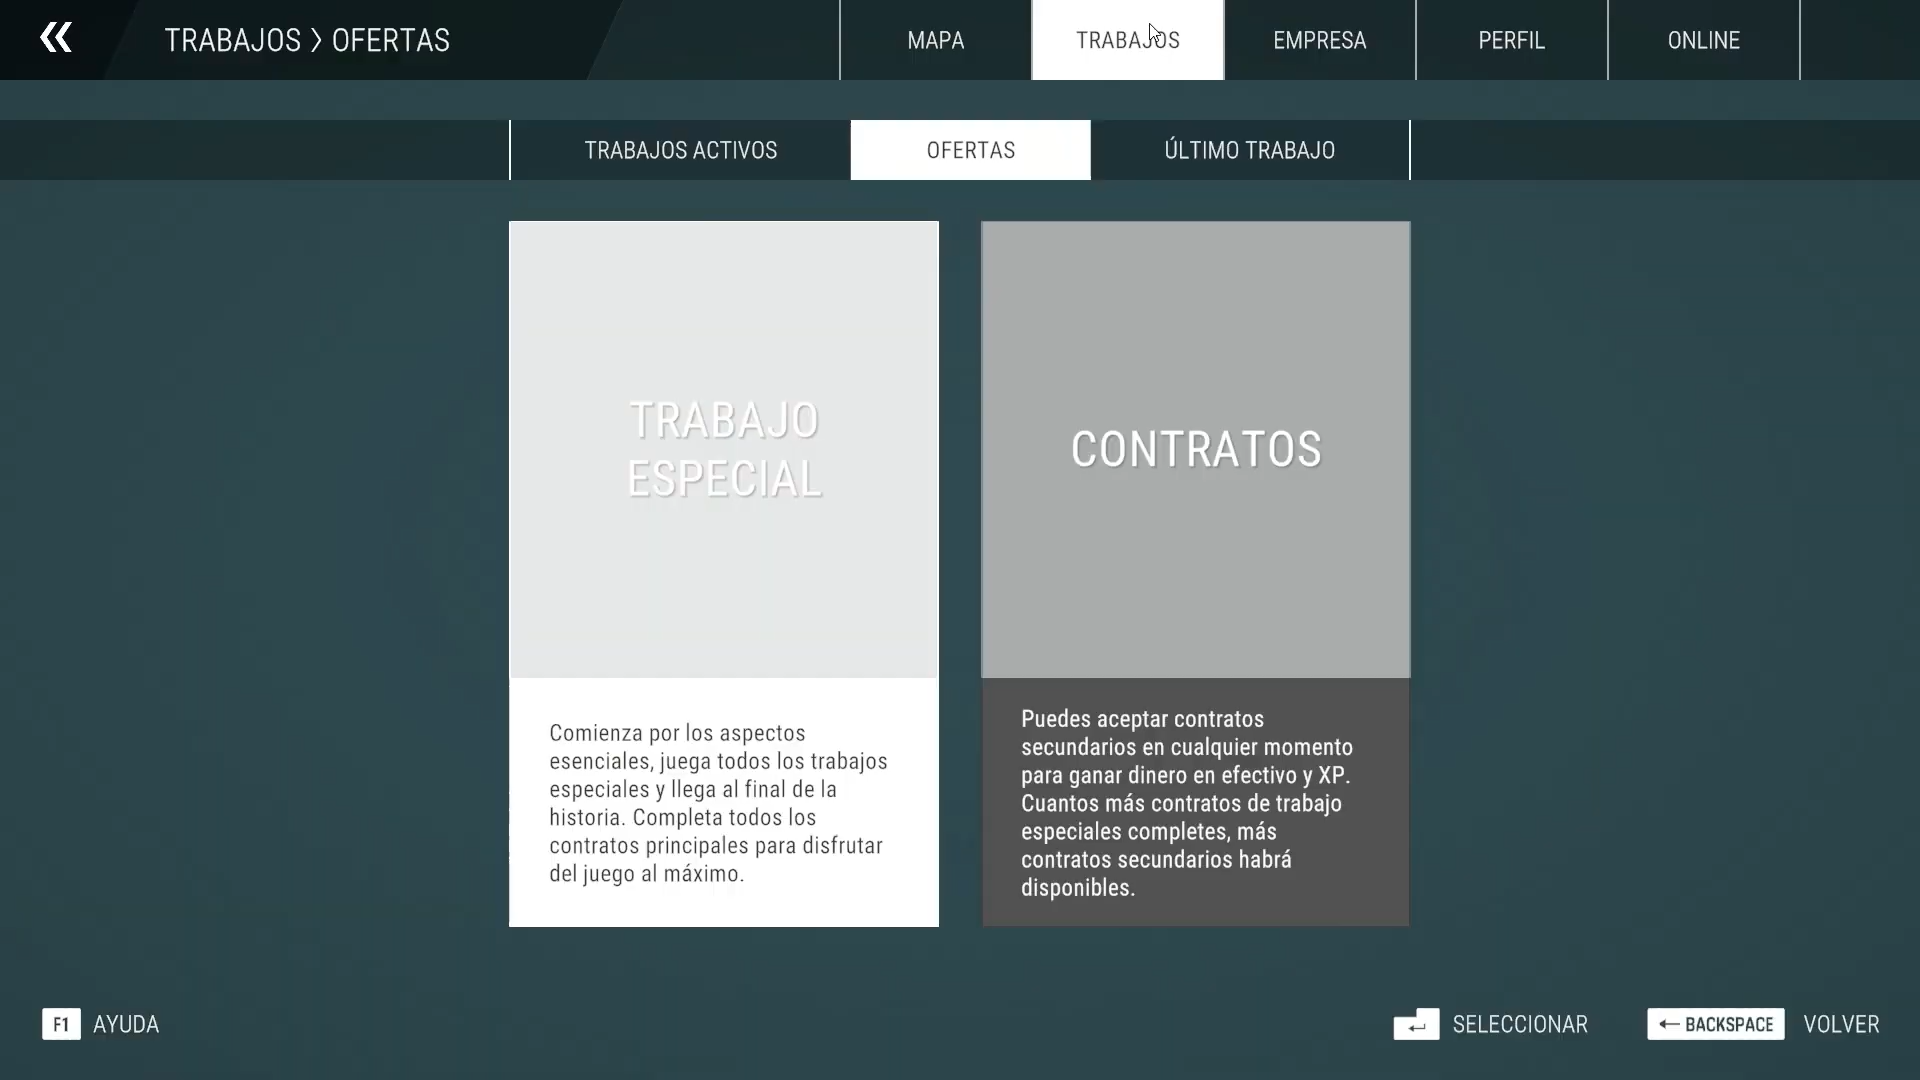 TRABAJOS > OFERTAS
MAPA
TRABAJOS
EMPRESA
PERFIL
ONLINE
TRABAJOS ACTIVOS
OFERTAS
ÚLTIMO TRABAJO
TRABAJO
ESPECIAL
Comienza por los aspectos
esenciales, juega todos los trabajos
especiales y llega al final de la
historia. Completa todos los
contratos principales para disfrutar
del juego al máximo.
CONTRATOS
Puedes aceptar contratos
secundarios en cualquier momento
para ganar dinero en efectivo y XP.
Cuantos más contratos de trabajo
especiales completes, más
contratos secundarios habrá
disponibles.
F1 AYUDA
SELECCIONAR
← BACKSPACE VOLVER